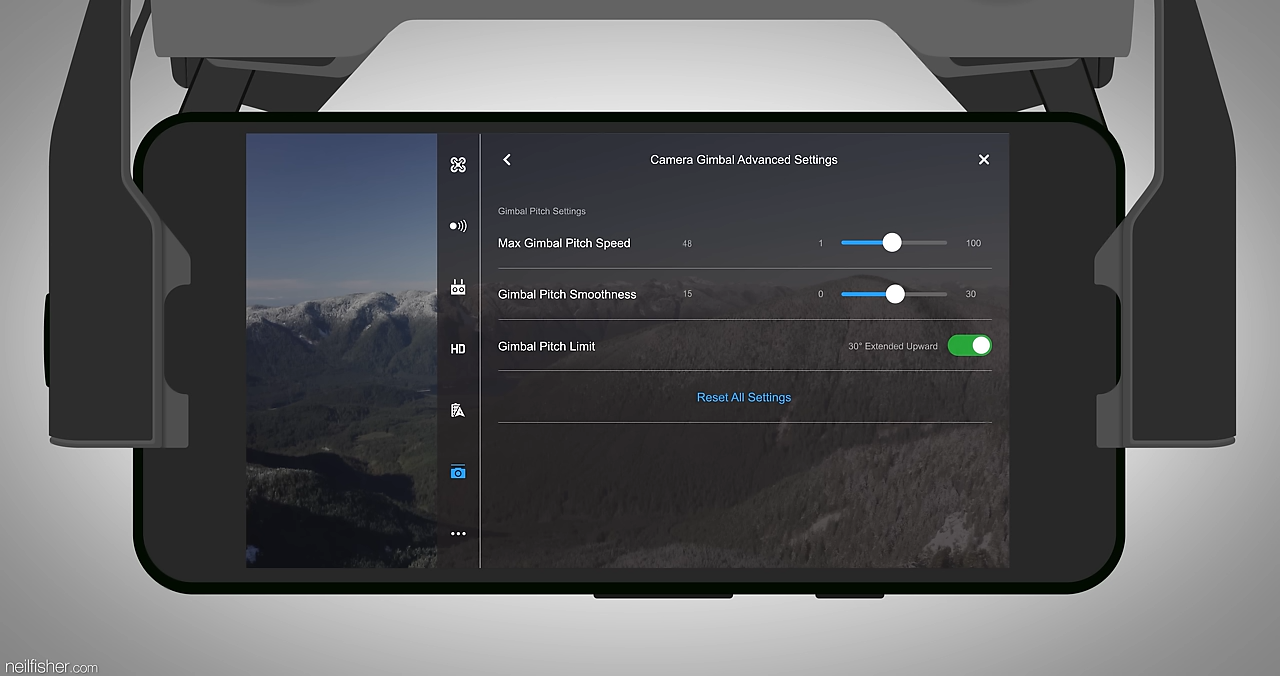 Camera Gimbal Advanced Settings
Gimbal Pitch Settings
Max Gimbal Pitch Speed 48 1 100
Gimbal Pitch Smoothness 15 0 30
HD
Gimbal Pitch Limit 30° Extended Upward
Reset All Settings
neilfisher.com